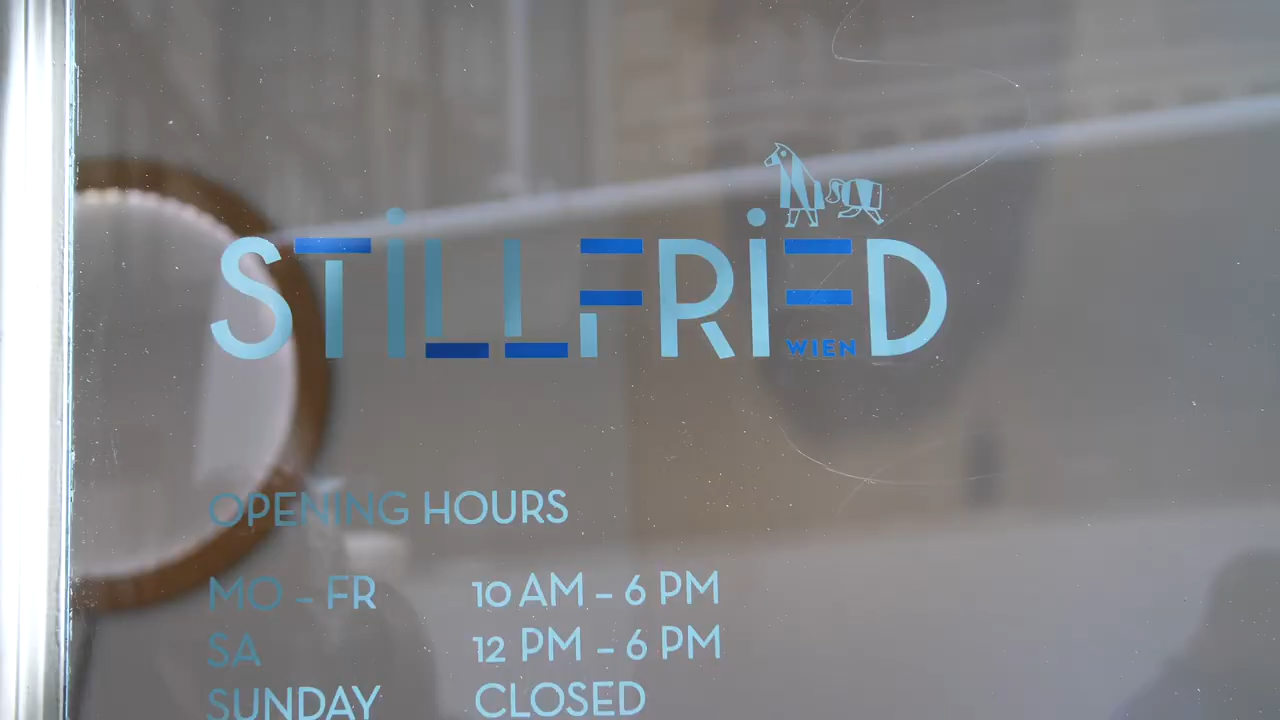 STiLLFRiED
WIEN
OPENING HOURS
MO – FR 10 AM – 6 PM
SA 12 PM – 6 PM
SUNDAY CLOSED